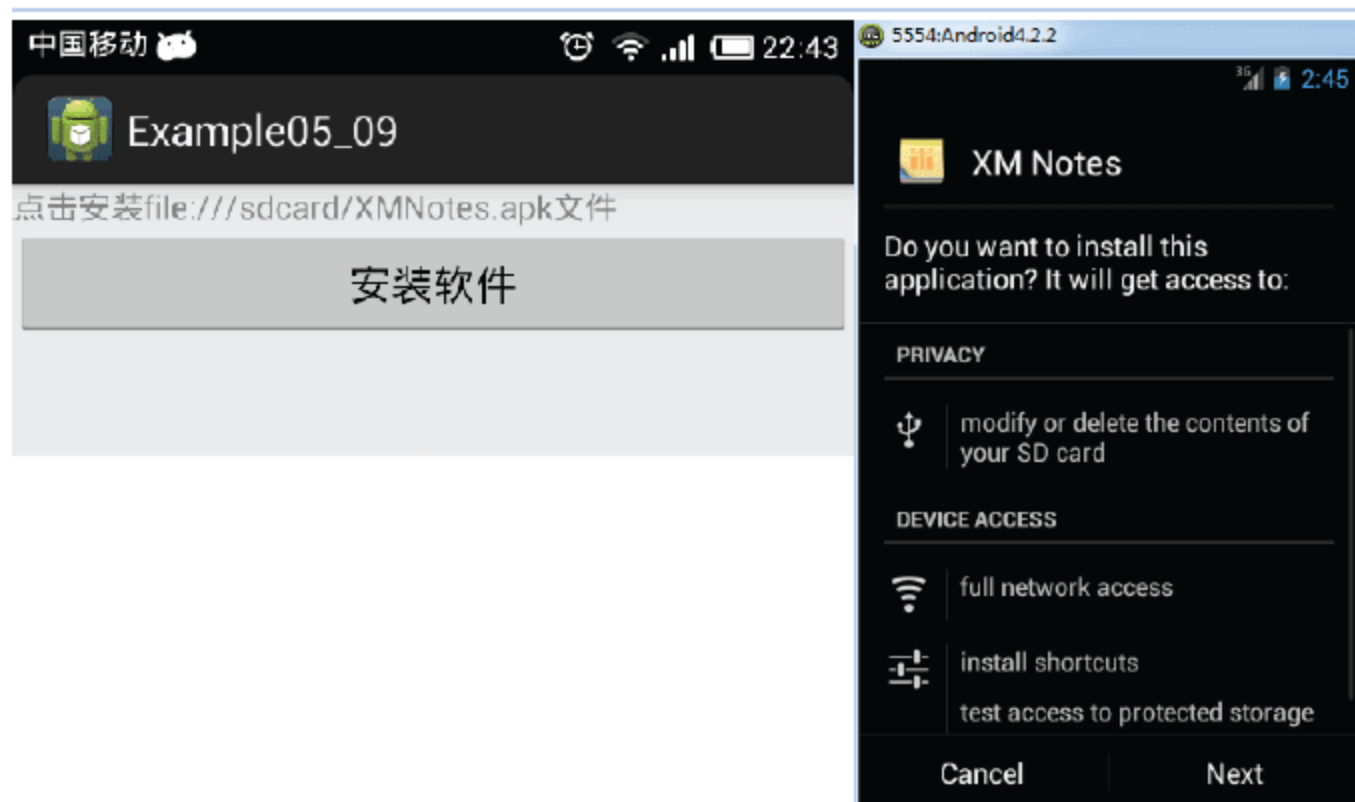 中国移动
22:43
Example05_09
点击安装file:///sdcard/XMNotes.apk文件
安装软件
5554:Android4.2.2
3G
2:45
XM Notes
Do you want to install this
application? It will get access to:
PRIVACY
modify or delete the contents of
your SD card
DEVICE ACCESS
full network access
install shortcuts
test access to protected storage
Cancel
Next